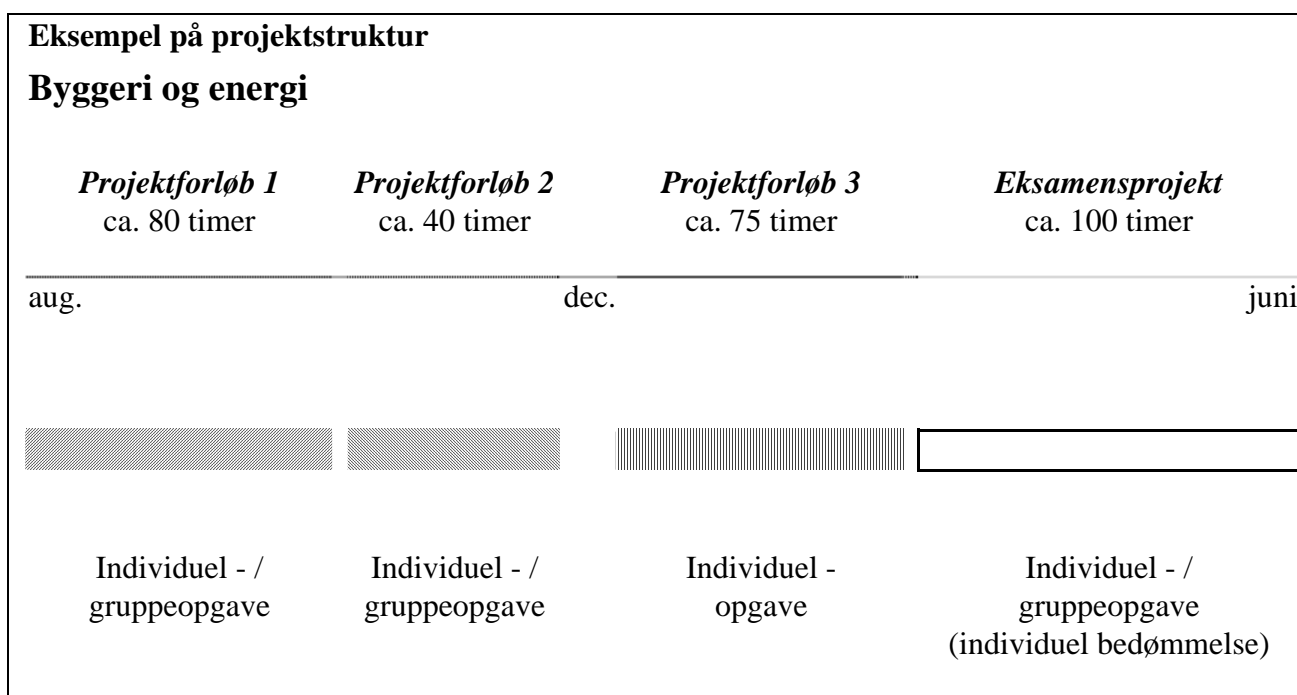 Eksempel på projektstruktur
Byggeri og energi
Projektforløb 1 Projektforløb 2 Projektforløb 3 Eksamensprojekt
ca. 80 timer ca. 40 timer ca. 75 timer ca. 100 timer
aug. dec. juni
Individuel - / Individuel - / Individuel - Individuel - /
gruppeopgave gruppeopgave opgave gruppeopgave
(individuel bedømmelse)